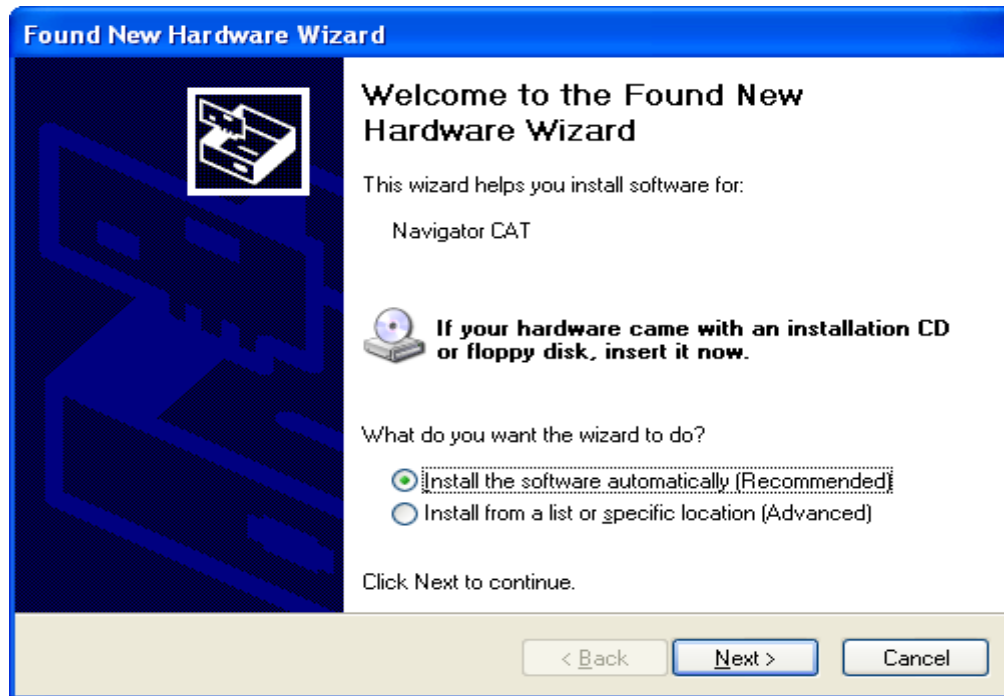 Found New Hardware Wizard
Welcome to the Found New
Hardware Wizard
This wizard helps you install software for:
Navigator CAT
If your hardware came with an installation CD
or floppy disk, insert it now.
What do you want the wizard to do?
Install the software automatically (Recommended)
Install from a list or specific location (Advanced)
Click Next to continue.
< Back
Next >
Cancel